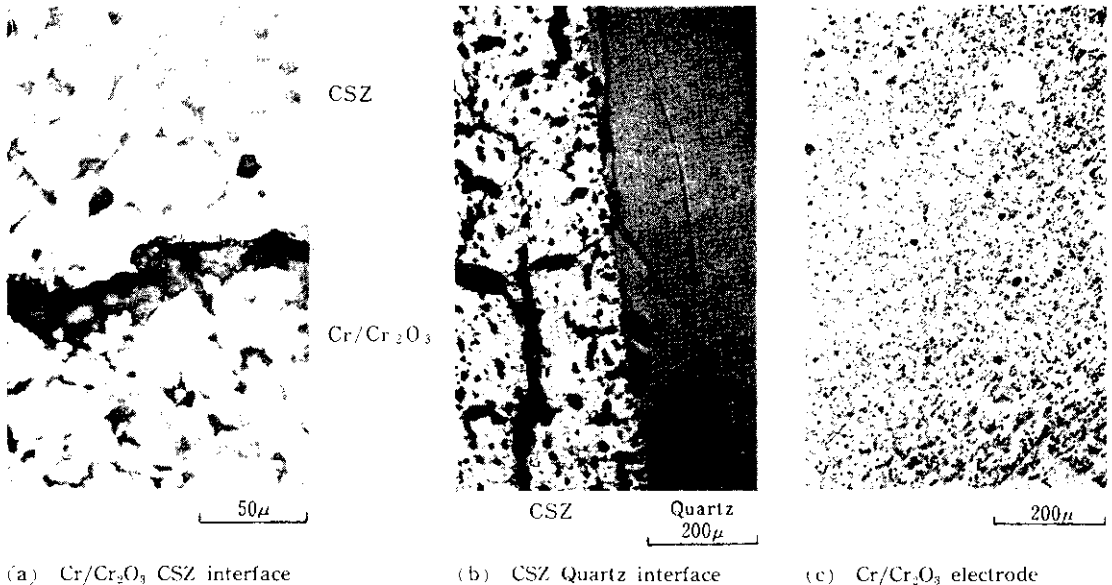 CSZ
Cr/Cr₂O₃
50μ
CSZ
Quartz
200μ
200μ
(a) Cr/Cr₂O₃ CSZ interface
(b) CSZ Quartz interface
(c) Cr/Cr₂O₃ electrode